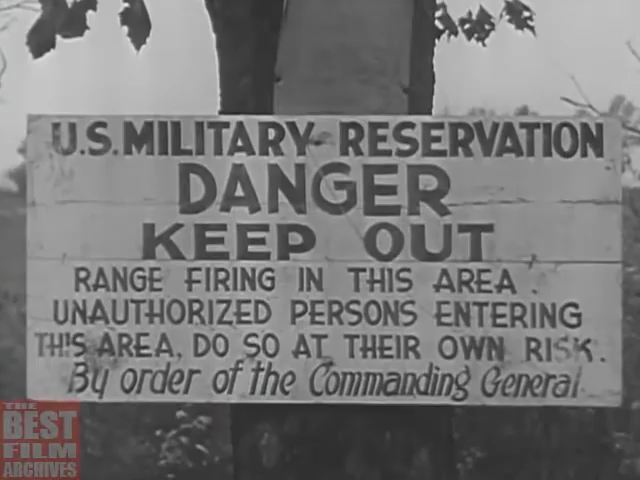 U.S. MILITARY RESERVATION
DANGER
KEEP OUT
RANGE FIRING IN THIS AREA.
UNAUTHORIZED PERSONS ENTERING
THIS AREA, DO SO AT THEIR OWN RISK.
By order of the Commanding General.
THE
BEST
FILM
ARCHIVES